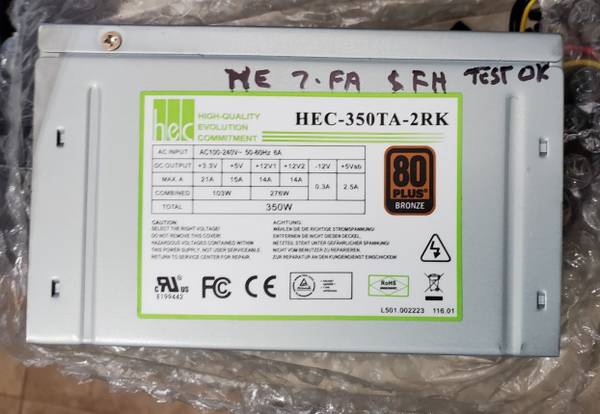 TEST OK
hec HIGH-QUALITY
EVOLUTION
COMMITMENT
HEC-350TA-2RK
AC INPUT AC100-240V~ 50-60Hz 6A
DC OUTPUT +3.3V +5V +12V1 +12V2 -12V +5Vsb
MAX. A 21A 15A 14A 14A 0.3A 2.5A
COMBINED 103W 276W
TOTAL 350W
80
PLUS
BRONZE
CAUTION:
SELECT THE RIGHT VOLTAGE!
DO NOT REMOVE THIS COVER!
HAZARDOUS VOLTAGES CONTAINED WITHIN
THIS POWER SUPPLY, NOT USER SERVICEABLE.
RETURN TO SERVICE CENTER FOR REPAIR.
ACHTUNG:
WÄHLEN SIE DIE RICHTIGE STROMSPANNUNG!
ENTFERNEN SIE NICHT DIESEN DECKEL.
NETZTEIL STEHT UNTER GEFÄHRLICHER SPANNUNG
NICHT VOM BENUTZER ZU REPARIEREN.
ZUR REPARATUR AN DEN KUNDENDIENST EINSCHICKEN!
c RU us
E199442
FC CE
RoHS
L501.002223 116.01